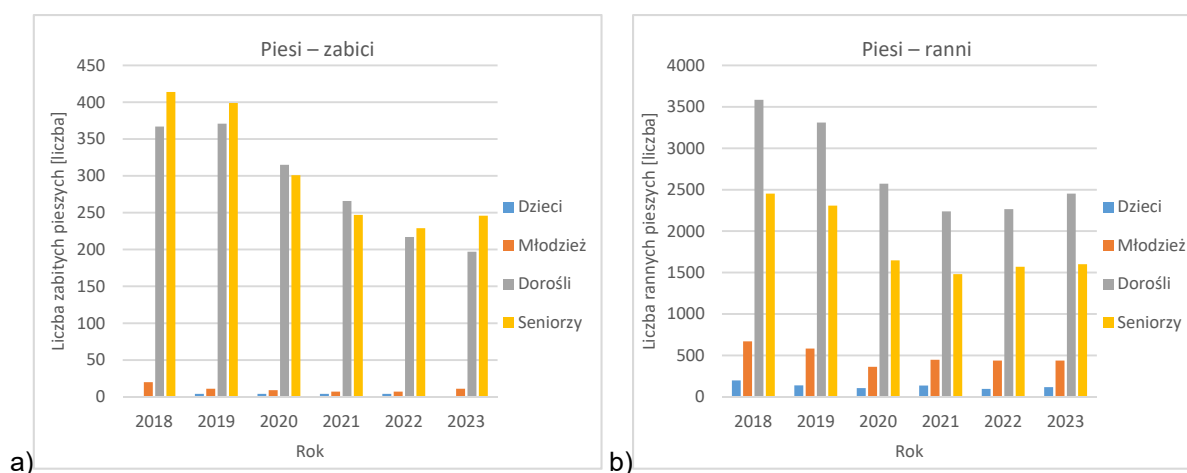 Piesi – zabici
Liczba zabitych pieszych [liczba]
450
400
350
300
250
200
150
100
50
0
2018 2019 2020 2021 2022 2023
Rok
Dzieci
Młodzież
Dorośli
Seniorzy
a)
Piesi – ranni
Liczba rannych pieszych [liczba]
4000
3500
3000
2500
2000
1500
1000
500
0
2018 2019 2020 2021 2022 2023
Rok
Dzieci
Młodzież
Dorośli
Seniorzy
b)